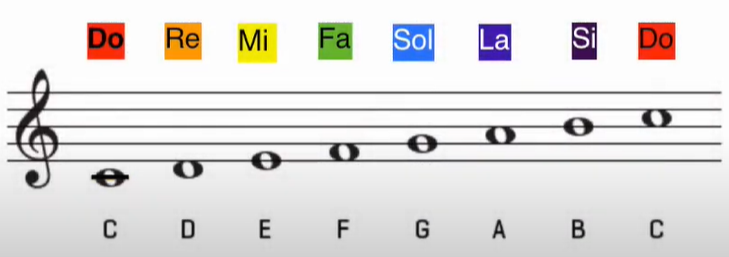 Do Re Mi Fa Sol La Si Do
C D E F G A B C